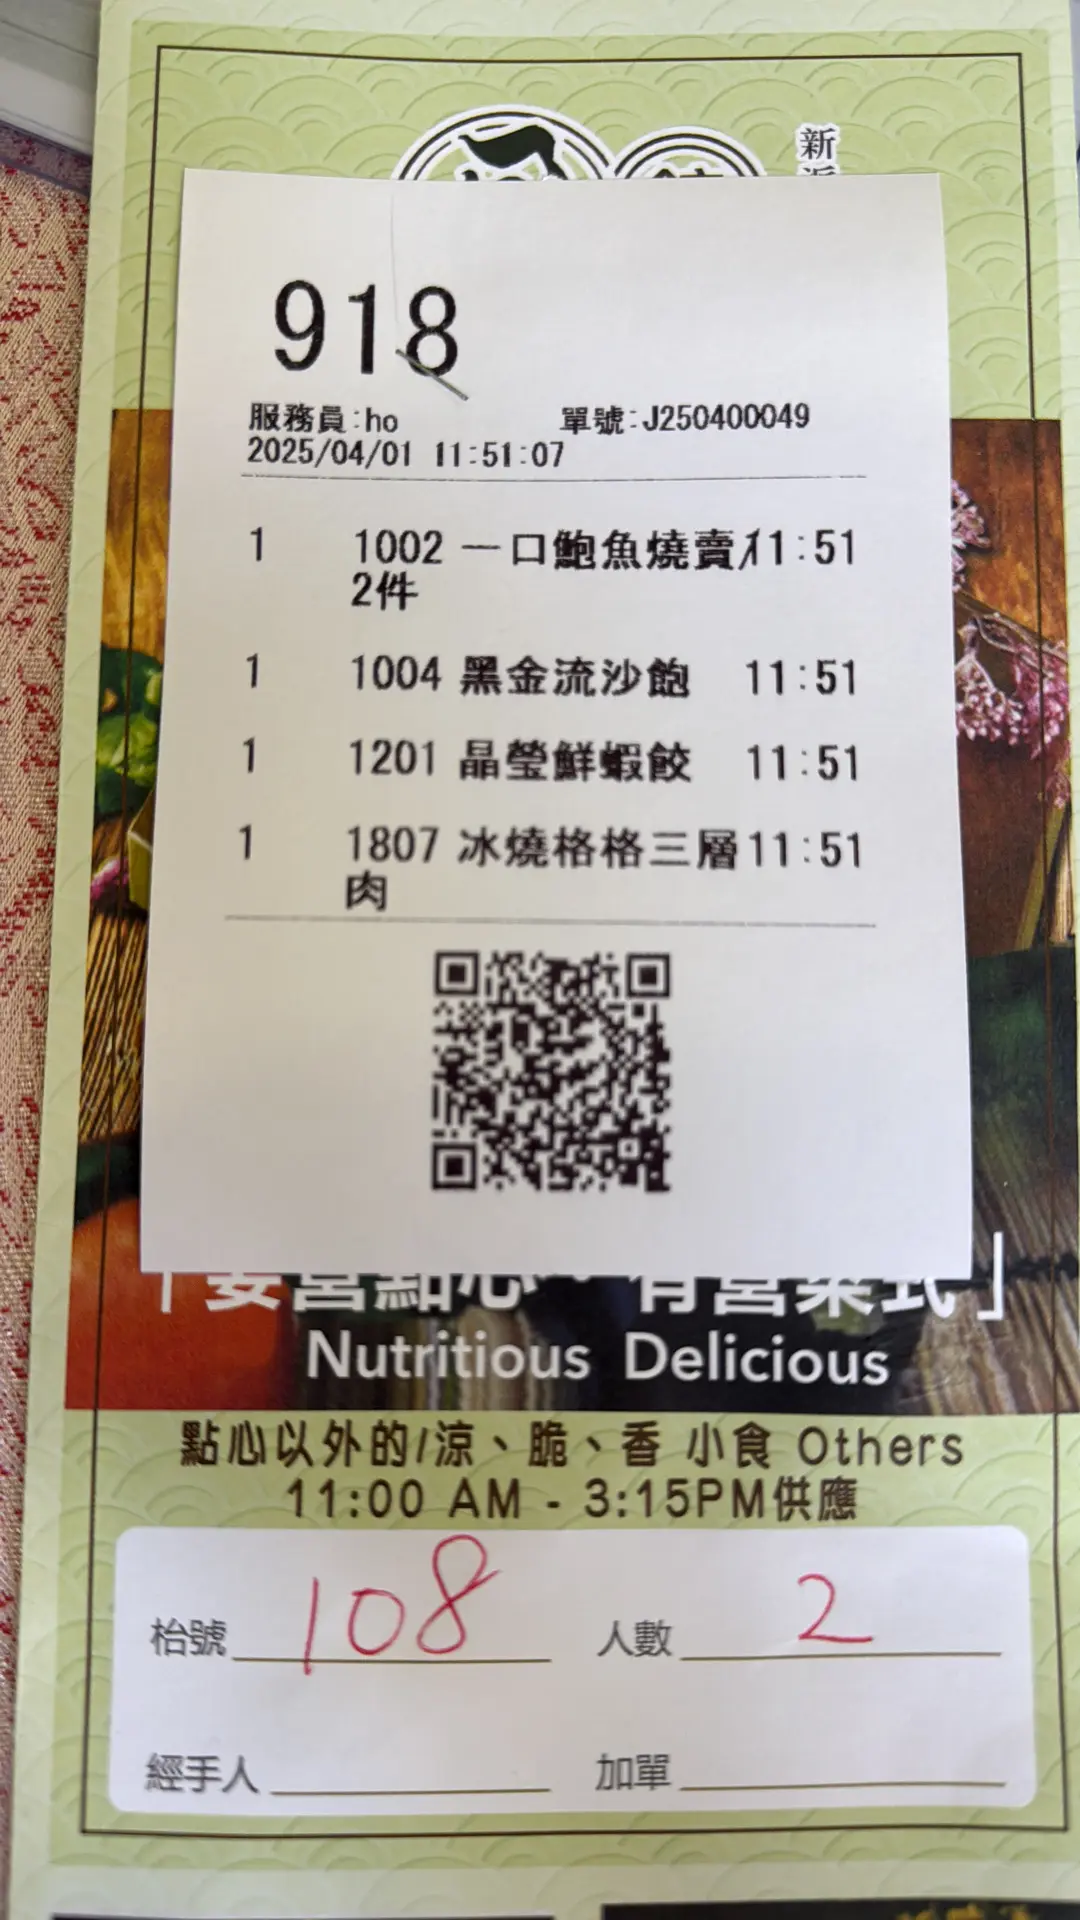 新
918
服務員:ho 單號:J250400049
2025/04/01 11:51:07
1 1002 一口鮑魚燒賣/11:51
2件
1 1004 黑金流沙飽 11:51
1 1201 晶瑩鮮蝦餃 11:51
1 1807 冰燒格格三層11:51
肉
Nutritious Delicious
點心以外的/涼、脆、香 小食 Others
11:00 AM - 3:15PM供應
枱號 108 人數 2
經手人 加單